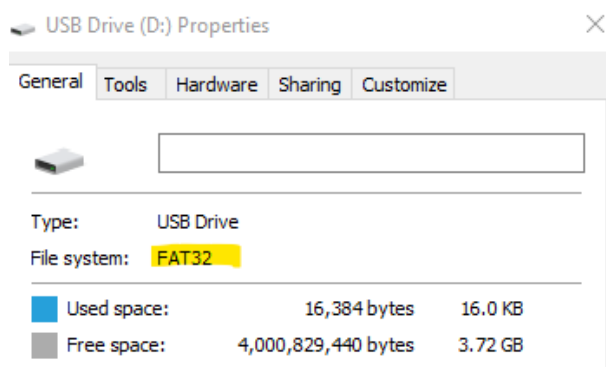 USB Drive (D:) Properties
General Tools Hardware Sharing Customize
Type: USB Drive
File system: FAT32
Used space: 16,384 bytes 16.0 KB
Free space: 4,000,829,440 bytes 3.72 GB